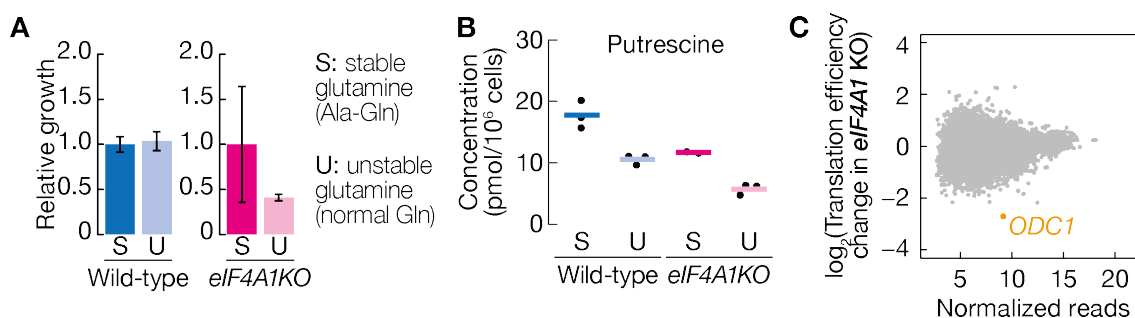 A
Relative growth
2.0
1.5
1.0
0.5
0
S
U
Wild-type
2.0
1.5
1.0
0.5
0
S
U
eIF4A1KO
S: stable
glutamine
(Ala-Gln)
U: unstable
glutamine
(normal Gln)
B
Putrescine
Concentration
(pmol/10⁶ cells)
30
20
10
0
S
U
S
U
Wild-type
eIF4A1KO
C
log₂(Translation efficiency
change in eIF4A1 KO)
4
2
0
−2
−4
ODC1
5
10
15
20
Normalized reads